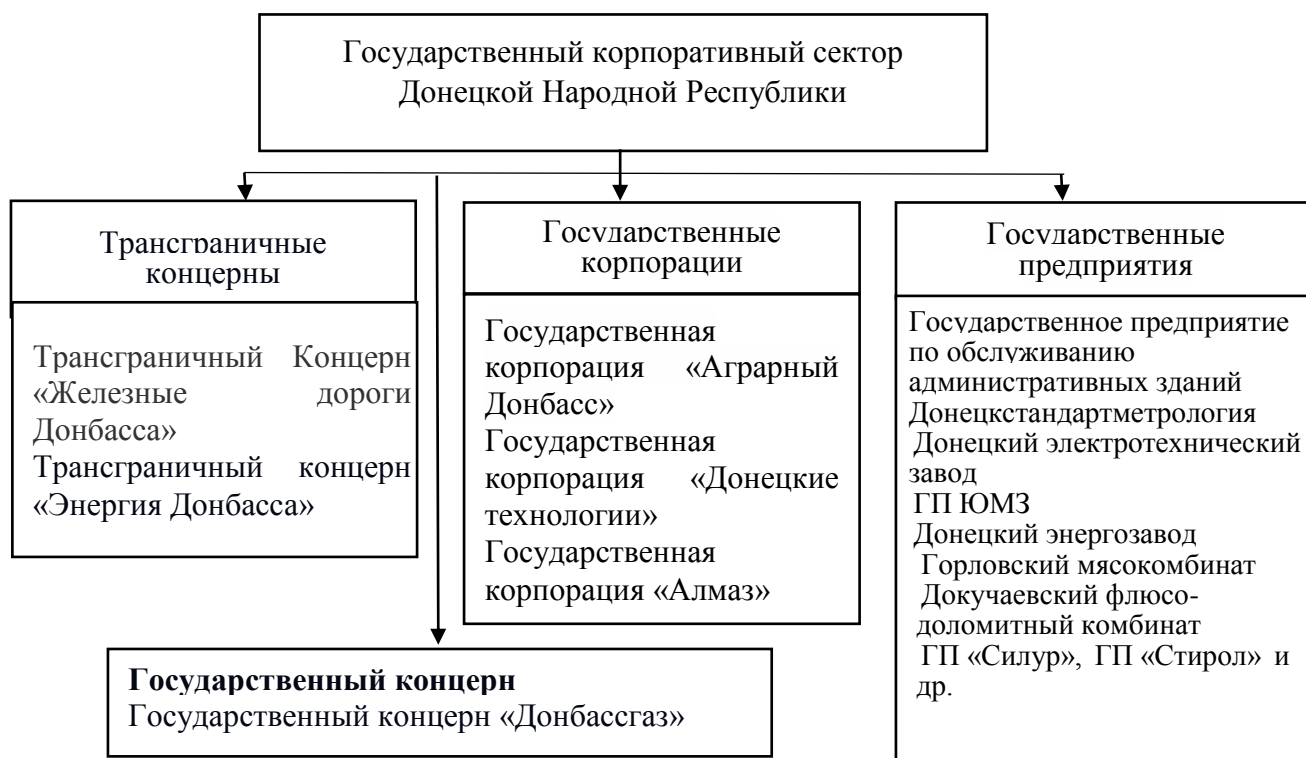 Государственный корпоративный сектор
Донецкой Народной Республики
Трансграничные
концерны
Трансграничный Концерн
«Железные дороги
Донбасса»
Трансграничный концерн
«Энергия Донбасса»
Государственные
корпорации
Государственная
корпорация «Аграрный
Донбасс»
Государственная
корпорация «Донецкие
технологии»
Государственная
корпорация «Алмаз»
Государственные
предприятия
Государственное предприятие
по обслуживанию
административных зданий
Донецкстандартметрология
Донецкий электротехнический
завод
ГП ЮМЗ
Донецкий энергозавод
Горловский мясокомбинат
Докучаевский флюсо-
доломитный комбинат
ГП «Силур», ГП «Стирол» и
др.
Государственный концерн
Государственный концерн «Донбассгаз»